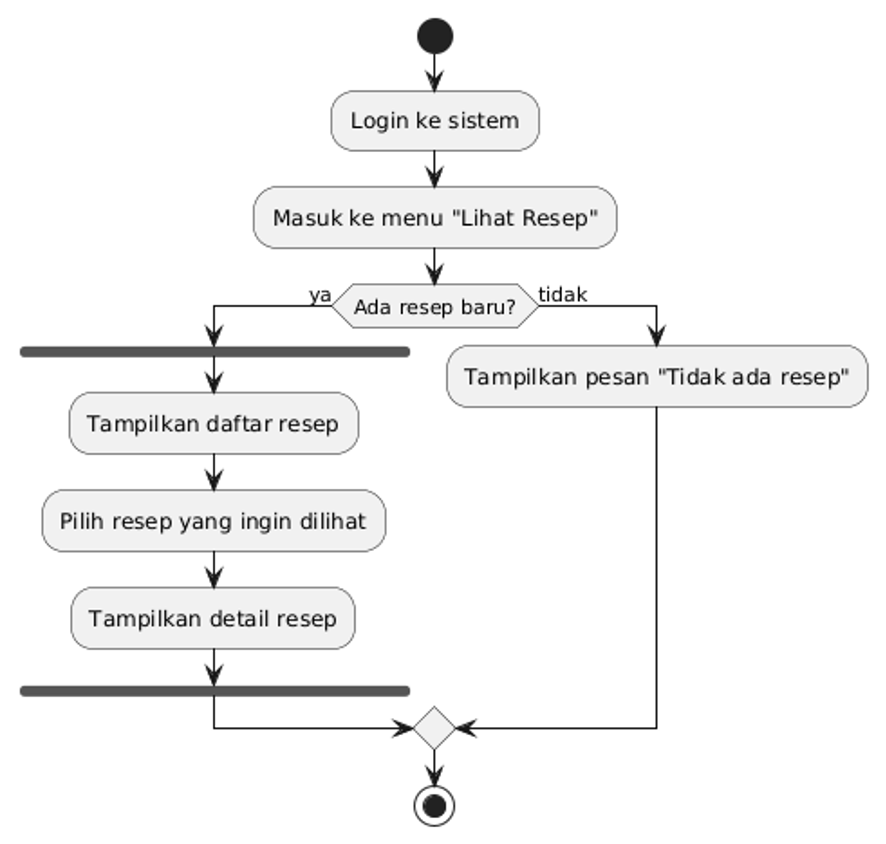 Login ke sistem
Masuk ke menu "Lihat Resep"
ya
Ada resep baru?
tidak
Tampilkan daftar resep
Pilih resep yang ingin dilihat
Tampilkan detail resep
Tampilkan pesan "Tidak ada resep"